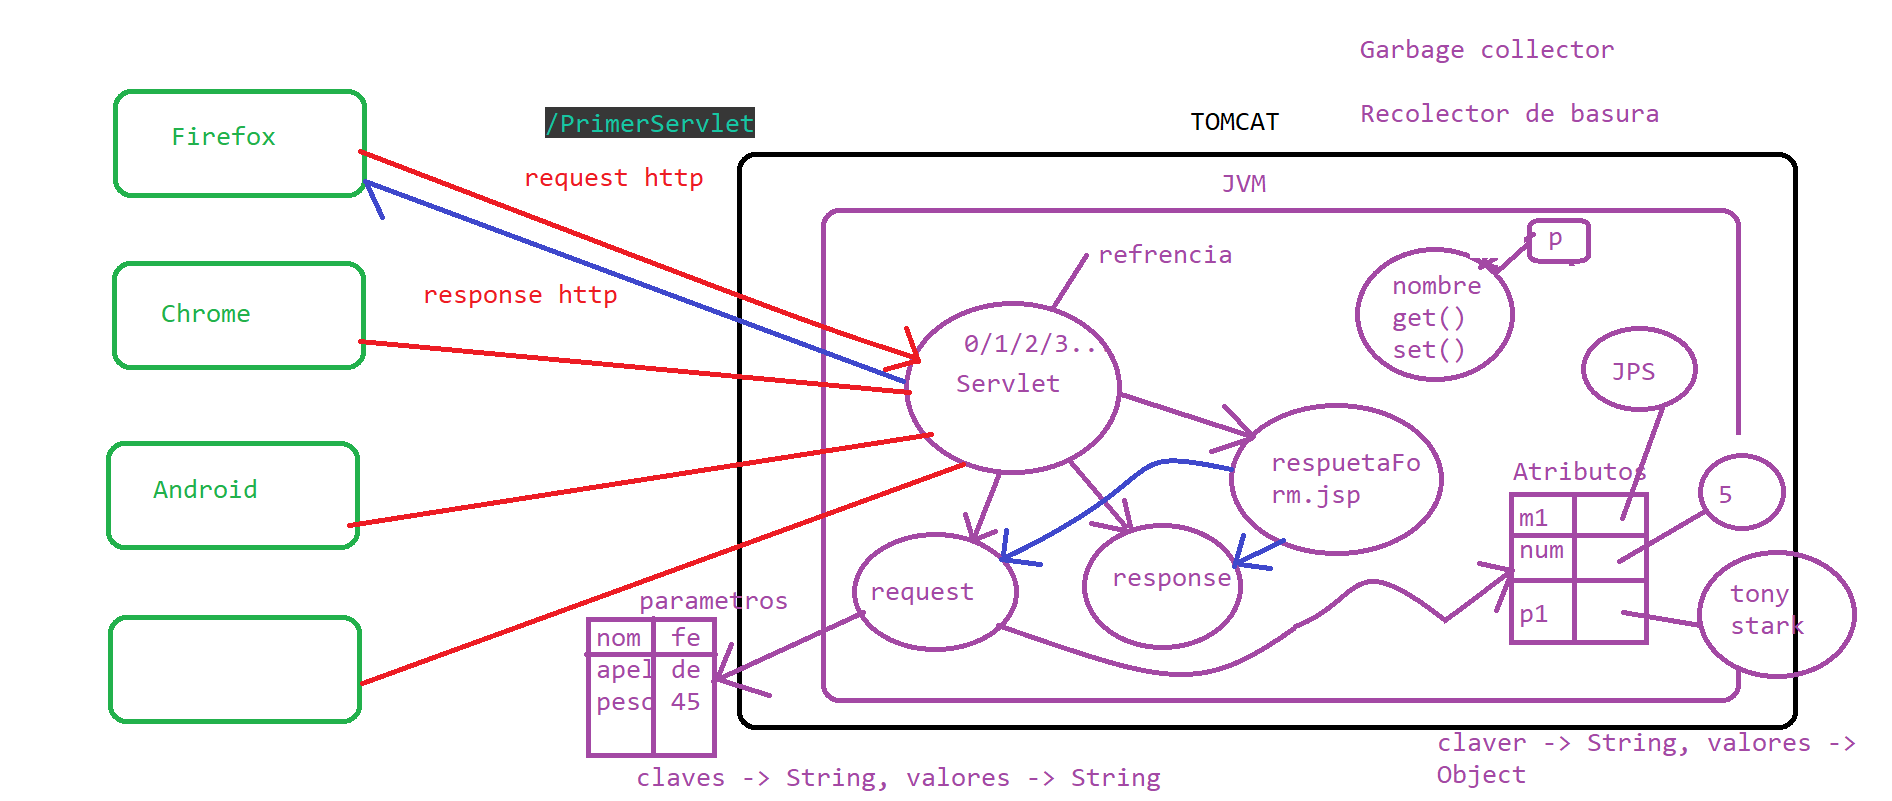 Garbage collector
Recolector de basura
/PrimerServlet
TOMCAT
Firefox
request http
JVM
refrencia
p
nombre
get()
set()
response http
Chrome
0/1/2/3...
Servlet
JPS
respuetaFo
rm.jsp
Atributos
5
m1
num
p1
Android
request
response
tony
stark
parametros
nom fe
apel de
peso 45
claves -> String, valores -> String
claver -> String, valores ->
Object